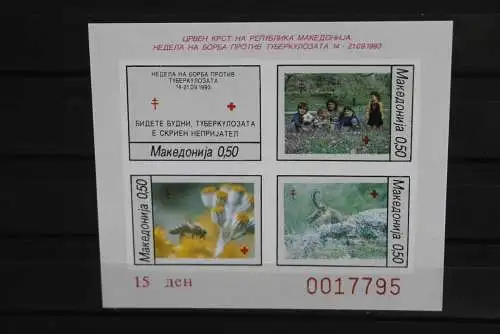 ЦРВЕН КРСТ НА РЕПУБЛИКА МАКЕДОНИЈА
НЕДЕЛА НА БОРБА ПРОТИВ ТУБЕРКУЛОЗАТА 14 - 21.09.1993
НЕДЕЛА НА БОРБА ПРОТИВ
ТУБЕРКУЛОЗАТА
14-21.09.1993
БИДЕТЕ БУДНИ, ТУБЕРКУЛОЗАТА
Е СКРИЕН НЕПРИЈАТЕЛ
Македонија 0,50
Македонија 0,50
Македонија 0,50
Македонија 0,50
15 ден
0017795